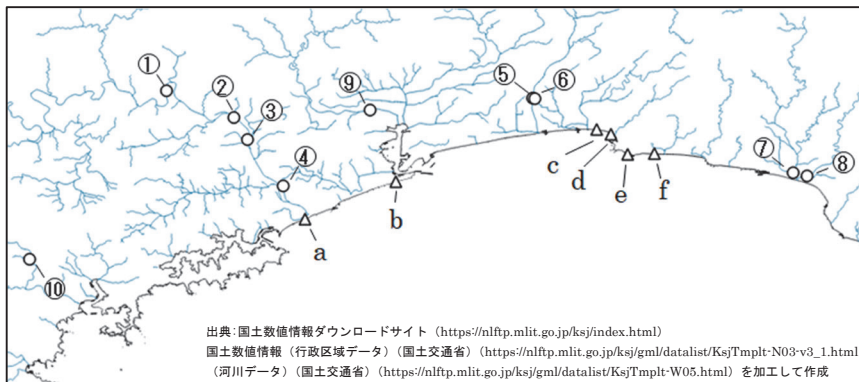 ①
②
③
⑨
⑤
⑥
④
⑦
⑧
⑩
a
b
c
d
e
f
出典:国土数値情報ダウンロードサイト(https://nlftp.mlit.go.jp/ksj/index.html)
国土数値情報(行政区域データ)(国土交通省)(https://nlftp.mlit.go.jp/ksj/gml/datalist/KsjTmplt-N03-v3_1.html)
(河川データ)(国土交通省)(https://nlftp.mlit.go.jp/ksj/gml/datalist/KsjTmplt-W05.html)を加工して作成